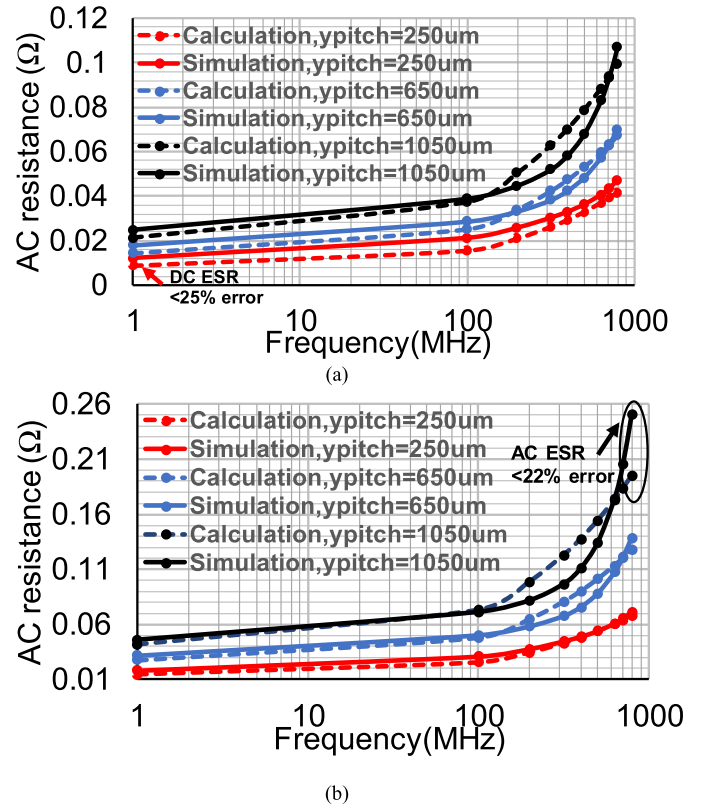 0.12
0.1
0.08
0.06
0.04
0.02
0
AC resistance (Ω)
Calculation,ypitch=250um
Simulation,ypitch=250um
Calculation,ypitch=650um
Simulation,ypitch=650um
Calculation,ypitch=1050um
Simulation,ypitch=1050um
DC ESR
<25% error
1 10 100 1000
Frequency(MHz)
(a)
0.26
0.21
0.16
0.11
0.06
0.01
AC resistance (Ω)
Calculation,ypitch=250um
Simulation,ypitch=250um
Calculation,ypitch=650um
Simulation,ypitch=650um
Calculation,ypitch=1050um
Simulation,ypitch=1050um
AC ESR
<22% error
1 10 100 1000
Frequency(MHz)
(b)